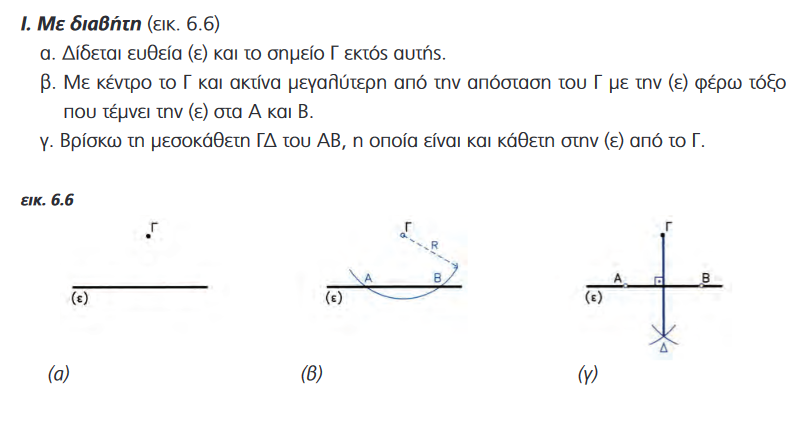 Ι. Με διαβήτη (εικ. 6.6)
α. Δίδεται ευθεία (ε) και το σημείο Γ εκτός αυτής.
β. Με κέντρο το Γ και ακτίνα μεγαλύτερη από την απόσταση του Γ με την (ε) φέρω τόξο
που τέμνει την (ε) στα Α και Β.
γ. Βρίσκω τη μεσοκάθετη ΓΔ του ΑΒ, η οποία είναι και κάθετη στην (ε) από το Γ.
εικ. 6.6
Γ
(ε)
(α)
Γ
R
Α
Β
(ε)
(β)
Γ
Α
Β
(ε)
Δ
(γ)